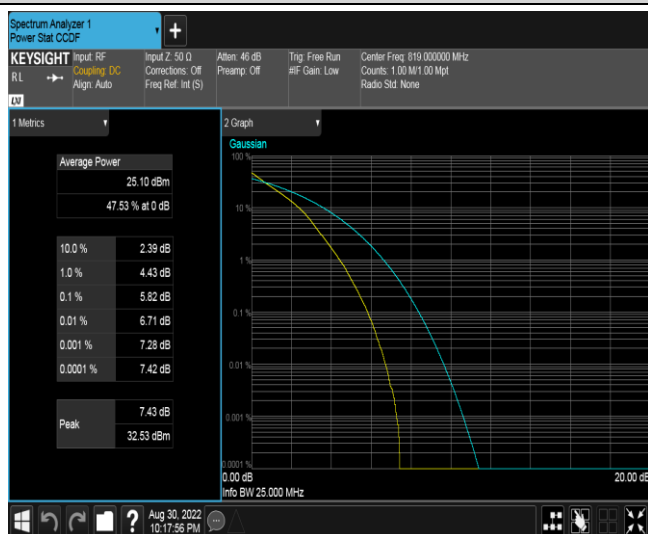 Spectrum Analyzer 1
Power Stat CCDF
+
KEYSIGHT
RL
LXI
Input: RF
Coupling: DC
Align: Auto
Input Z: 50 Ω
Corrections: Off
Freq Ref: Int (S)
Atten: 46 dB
Preamp: Off
Trig: Free Run
#IF Gain: Low
Center Freq: 819.000000 MHz
Counts: 1.00 M/1.00 Mpt
Radio Std: None
1 Metrics
Average Power
25.10 dBm
47.53 % at 0 dB
10.0 % 2.39 dB
1.0 % 4.43 dB
0.1 % 5.82 dB
0.01 % 6.71 dB
0.001 % 7.28 dB
0.0001 % 7.42 dB
Peak
7.43 dB
32.53 dBm
2 Graph
Gaussian
100 %
10 %
1 %
0.1 %
0.01 %
0.001 %
0.0001 %
0.00 dB 20.00 dB
Info BW 25.000 MHz
?
Aug 30, 2022
10:17:56 PM